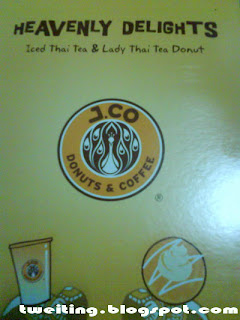 HEAVENLY DELIGHTS
Iced Thai Tea & Lady Thai Tea Donut
J.CO
DONUTS & COFFEE
®
tweiting.blogspot.com